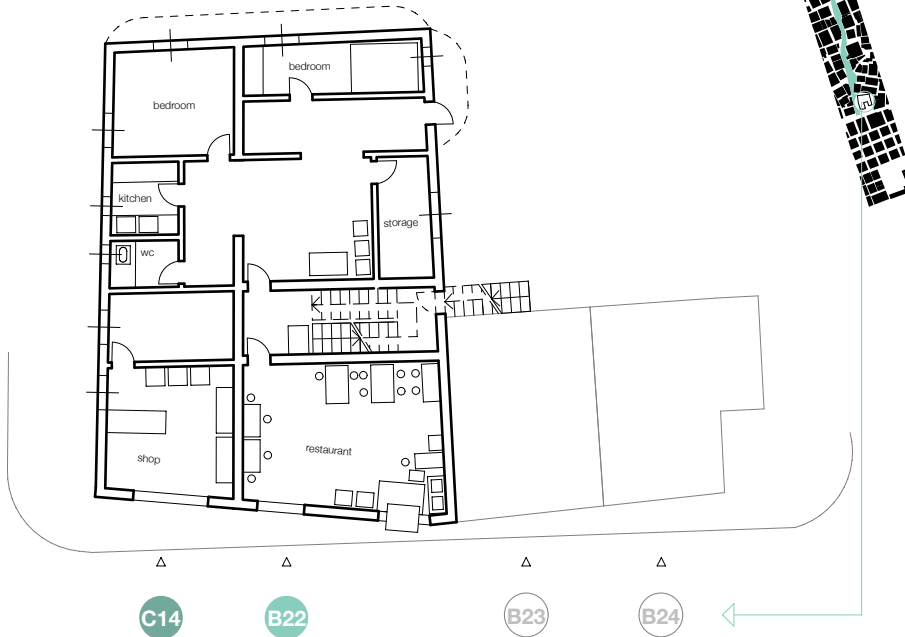 bedroom
bedroom
kitchen
storage
wc
restaurant
shop
C14
B22
B23
B24